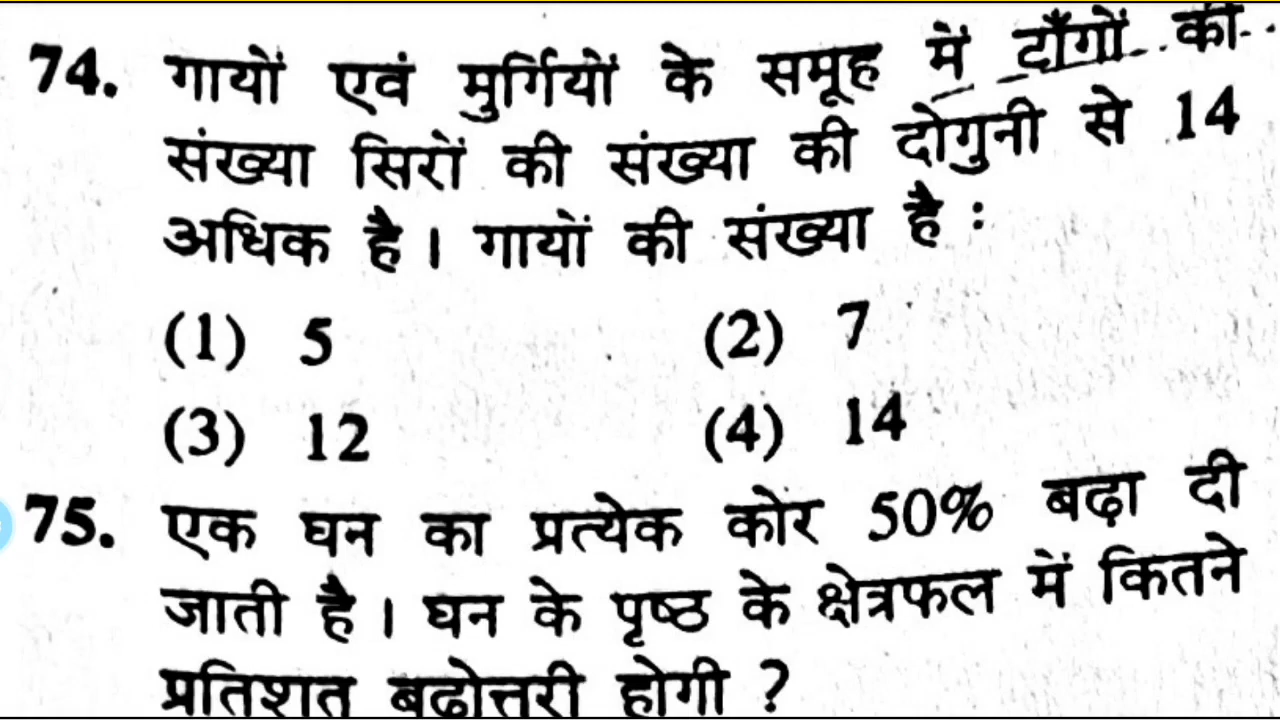 74. गायों एवं मुर्गियों के समूह में टाँगों की
संख्या सिरों की संख्या की दोगुनी से 14
अधिक है। गायों की संख्या है :
(1) 5 (2) 7
(3) 12 (4) 14
75. एक घन का प्रत्येक कोर 50% बढ़ा दी
जाती है। घन के पृष्ठ के क्षेत्रफल में कितने
प्रतिशत बढोत्तरी होगी ?